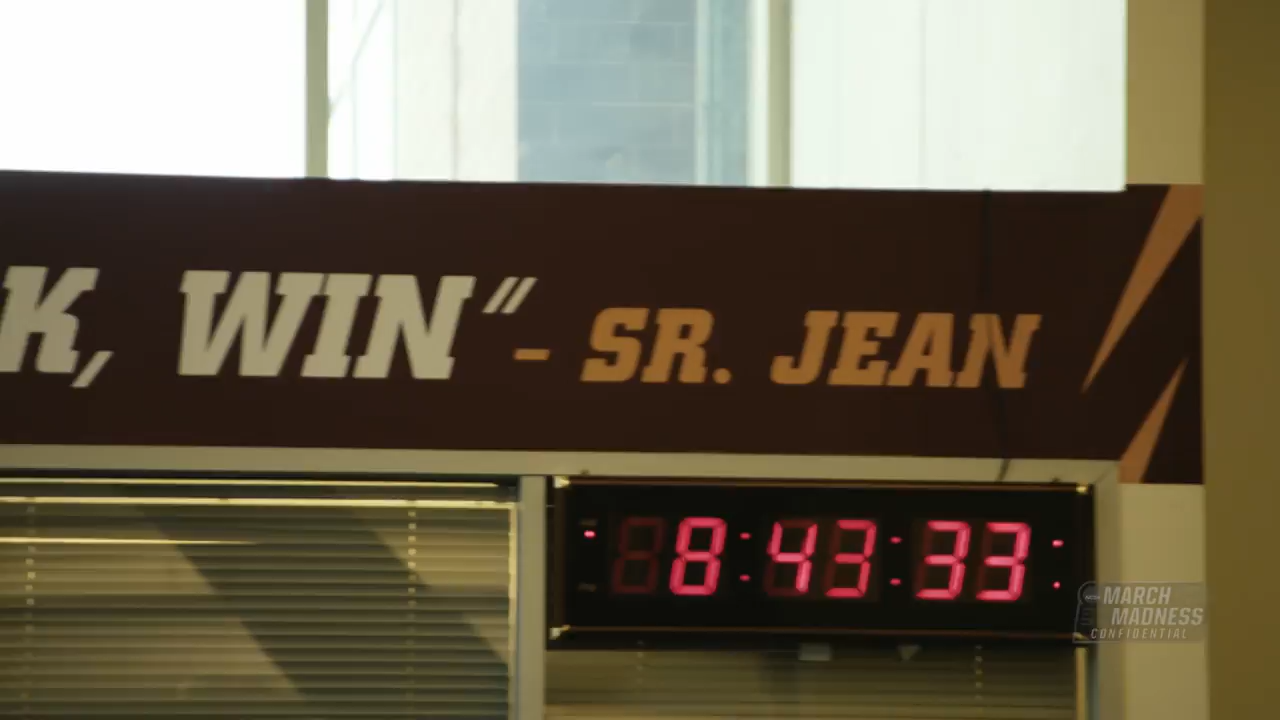 K, WIN" - SR. JEAN
8:43:33
MARCH
MADNESS
CONFIDENTIAL